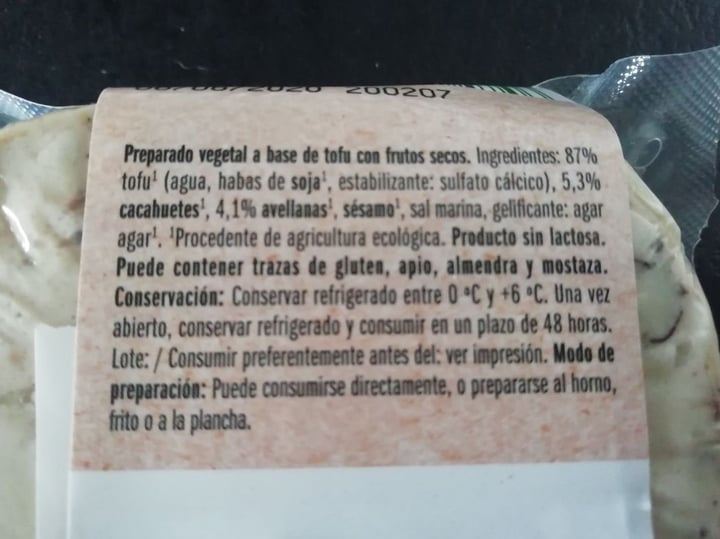 200207
Preparado vegetal a base de tofu con frutos secos. Ingredientes: 87%
tofu¹ (agua, habas de soja¹, estabilizante: sulfato cálcico), 5,3%
cacahuetes¹, 4,1% avellanas¹, sésamo¹, sal marina, gelificante: agar
agar¹. ¹Procedente de agricultura ecológica. Producto sin lactosa.
Puede contener trazas de gluten, apio, almendra y mostaza.
Conservación: Conservar refrigerado entre 0 ºC y +6 ºC. Una vez
abierto, conservar refrigerado y consumir en un plazo de 48 horas.
Lote: / Consumir preferentemente antes del: ver impresión. Modo de
preparación: Puede consumirse directamente, o prepararse al horno,
frito o a la plancha.